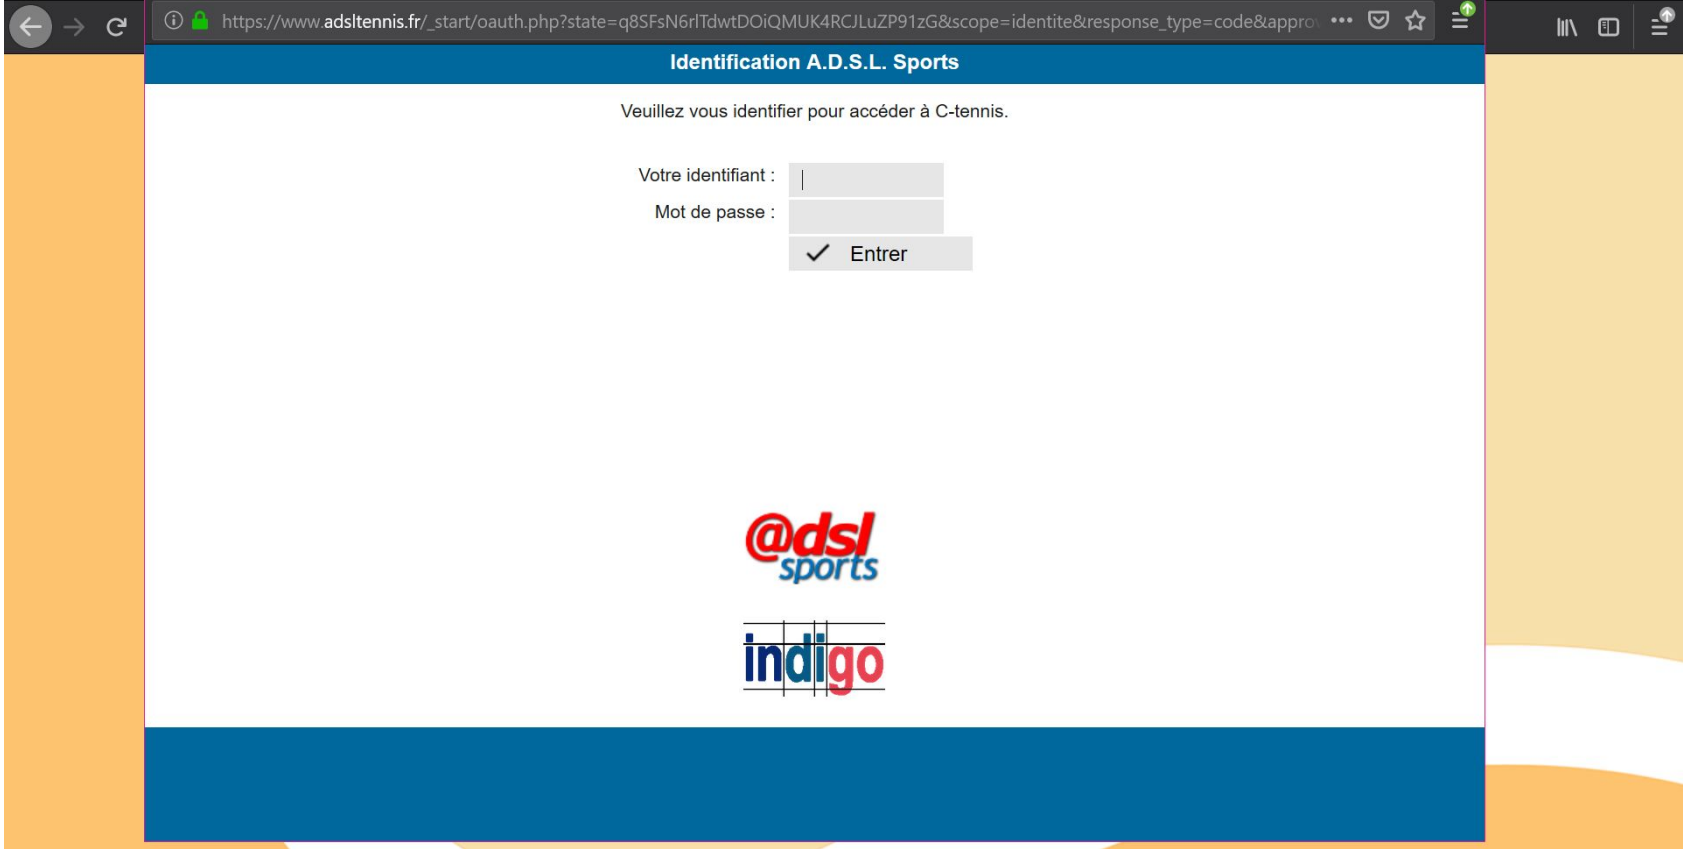 https://www.adsltennis.fr/_start/oauth.php?state=q8SFsN6rlTdwtDOiQMUK4RCJLuZP91zG&scope=identite&response_type=code&appro
Identification A.D.S.L. Sports
Veuillez vous identifier pour accéder à C-tennis.
Votre identifiant :
Mot de passe :
Entrer
@dsl
sports
indigo